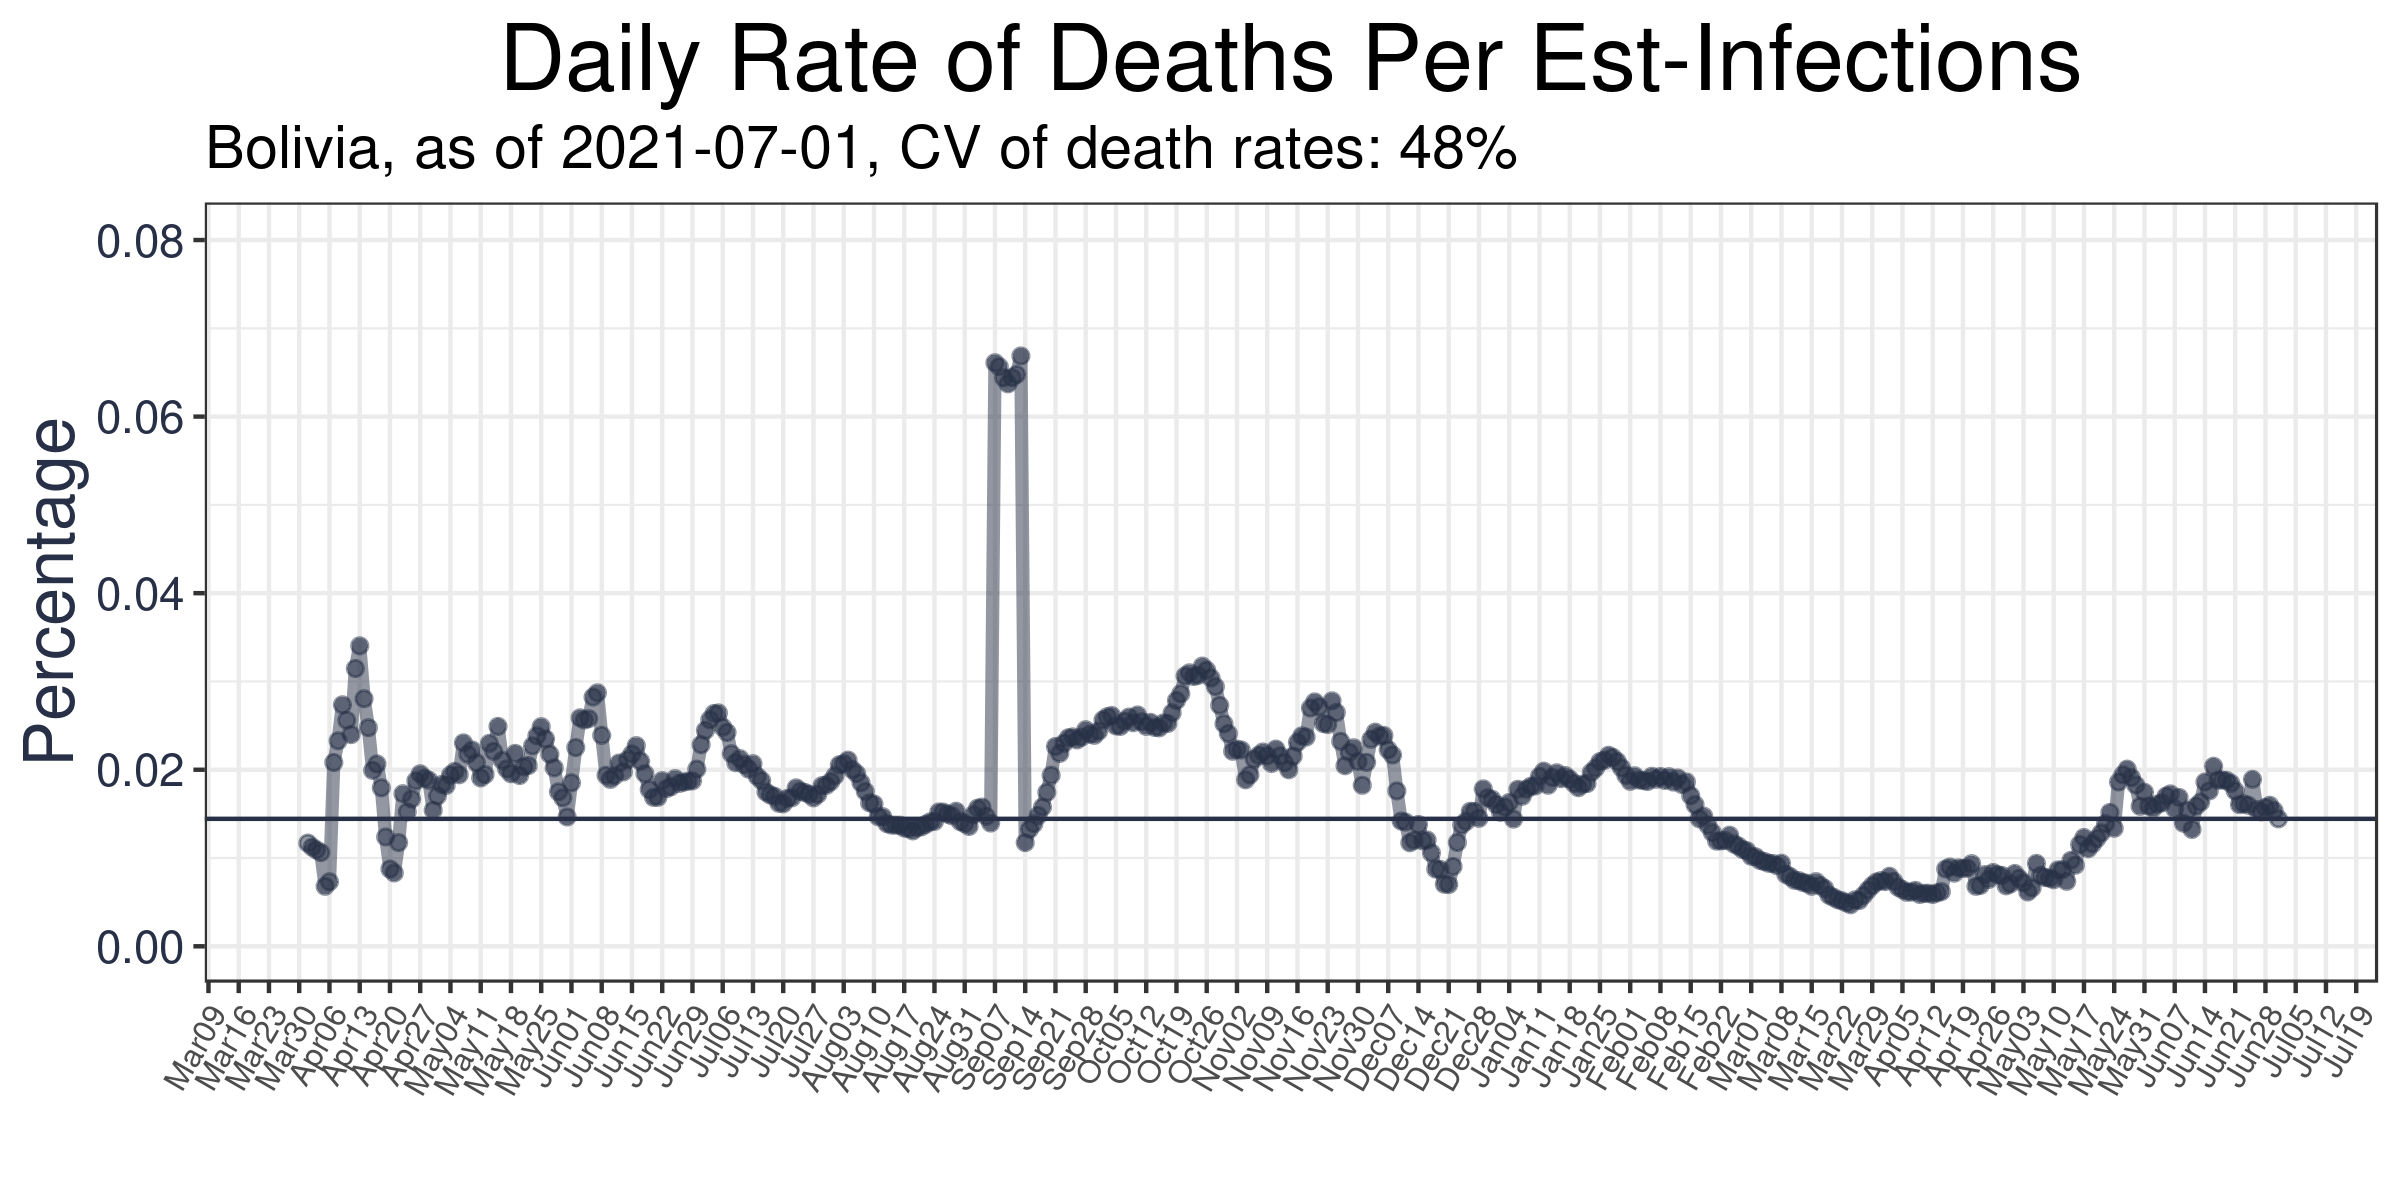 Daily Rate of Deaths Per Est-Infections
Bolivia, as of 2021-07-01, CV of death rates: 48%
Percentage
0.08
0.06
0.04
0.02
0.00
Mar09
Mar16
Mar23
Mar30
Apr06
Apr13
Apr20
Apr27
May04
May11
May18
May25
Jun01
Jun08
Jun15
Jun22
Jun29
Jul06
Jul13
Jul20
Jul27
Aug03
Aug10
Aug17
Aug24
Aug31
Sep07
Sep14
Sep21
Sep28
Oct05
Oct12
Oct19
Oct26
Nov02
Nov09
Nov16
Nov23
Nov30
Dec07
Dec14
Dec21
Dec28
Jan04
Jan11
Jan18
Jan25
Feb01
Feb08
Feb15
Feb22
Mar01
Mar08
Mar15
Mar22
Mar29
Apr05
Apr12
Apr19
Apr26
May03
May10
May17
May24
May31
Jun07
Jun14
Jun21
Jun28
Jul05
Jul12
Jul19